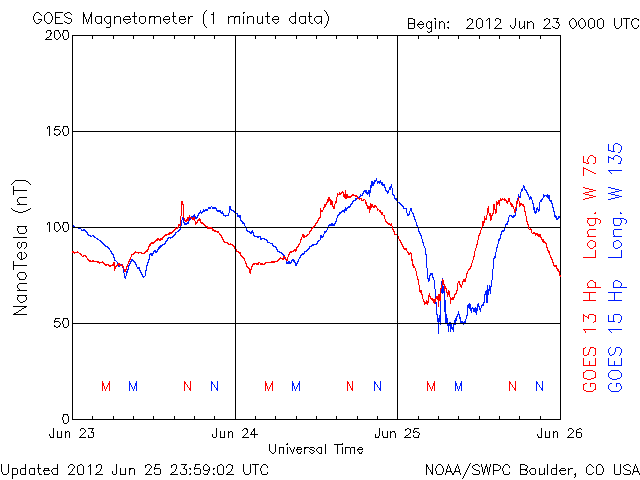 GOES Magnetometer (1 minute data)
Begin: 2012 Jun 23 0000 UTC
200
150
100
50
0
NanoTesla (nT)
M M N N M M N N M M N N
Jun 23 Jun 24 Jun 25 Jun 26
Universal Time
GOES 13 Hp Long. W 75
GOES 15 Hp Long. W 135
Updated 2012 Jun 25 23:59:02 UTC
NOAA/SWPC Boulder, CO USA